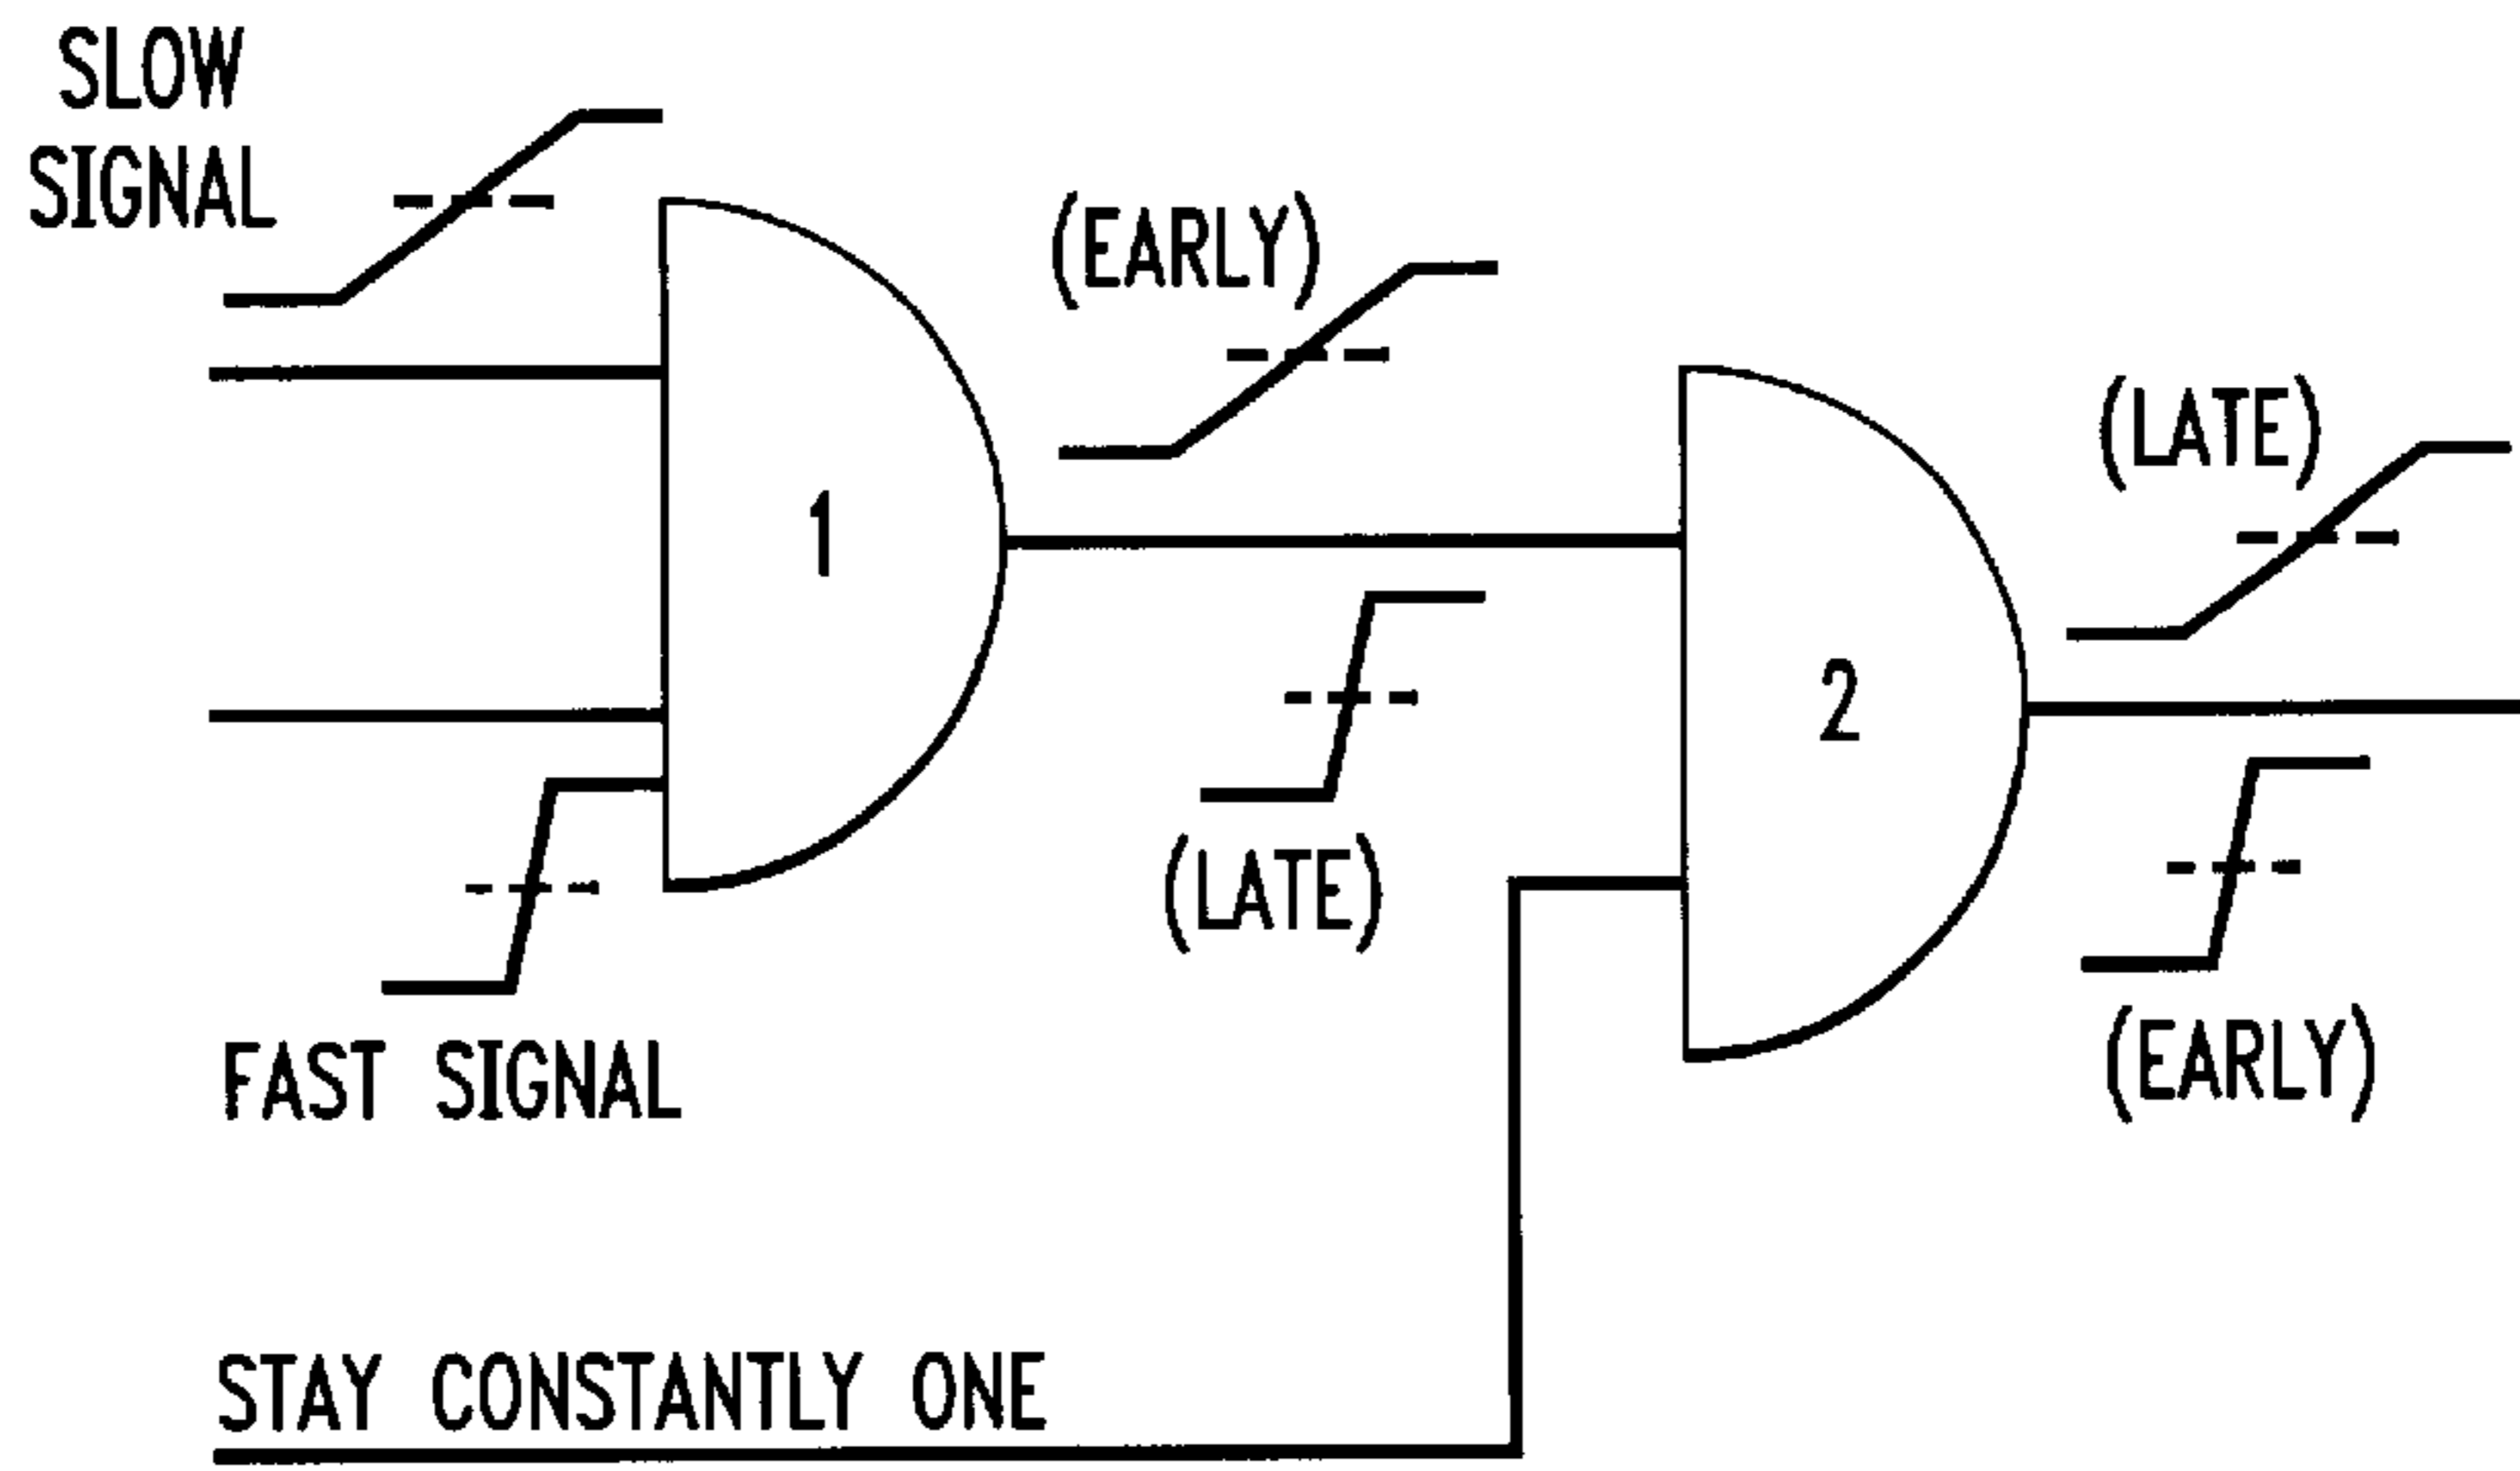 SLOW
SIGNAL
(EARLY)
(LATE)
1
2
(LATE)
(EARLY)
FAST SIGNAL
STAY CONSTANTLY ONE